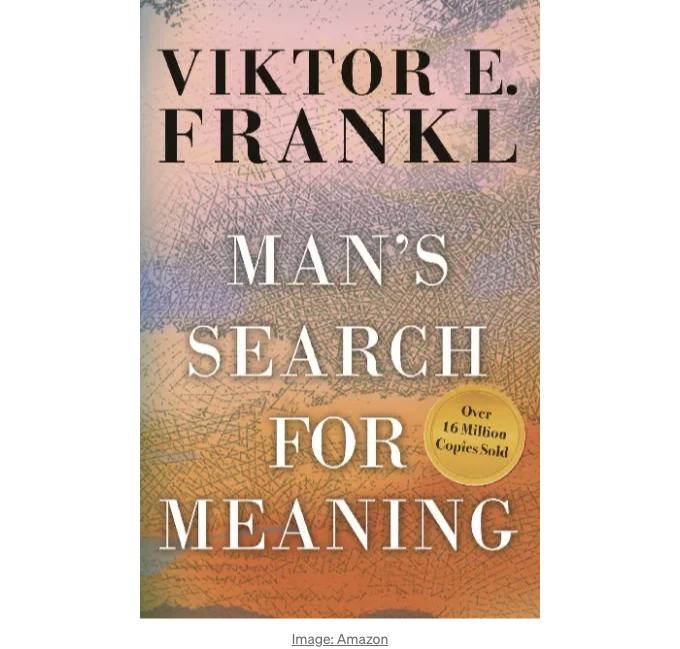 VIKTOR E.
FRANKL
MAN'S
SEARCH
FOR
MEANING
Over
16 Million
Copies Sold
Image: Amazon